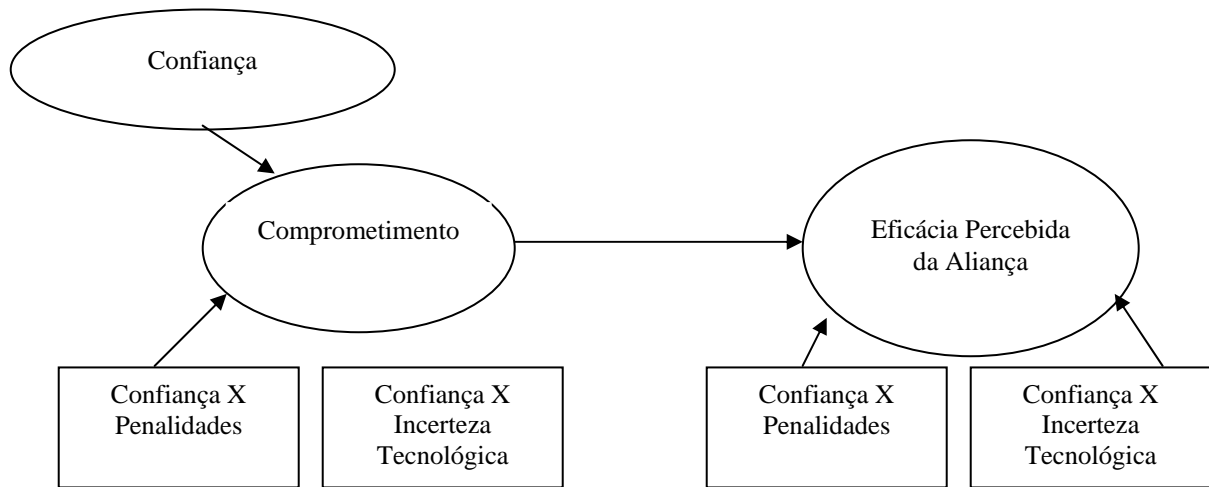 Confiança
Comprometimento
Eficácia Percebida
da Aliança
Confiança X
Penalidades
Confiança X
Incerteza
Tecnológica
Confiança X
Penalidades
Confiança X
Incerteza
Tecnológica